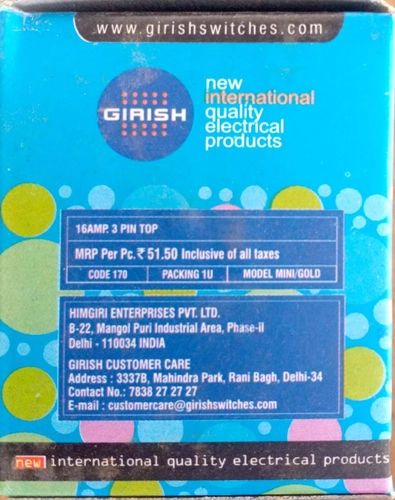 www.girishswitches.com
GIRISH
new
international
quality
electrical
products
16AMP. 3 PIN TOP
MRP Per Pc. ₹ 51.50 Inclusive of all taxes
CODE 170 PACKING 1U MODEL MINI/GOLD
HIMGIRI ENTERPRISES PVT. LTD.
B-22, Mangol Puri Industrial Area, Phase-II
Delhi - 110034 INDIA
GIRISH CUSTOMER CARE
Address : 3337B, Mahindra Park, Rani Bagh, Delhi-34
Contact No.: 7838 27 27 27
E-mail : customercare@girishswitches.com
new international quality electrical products